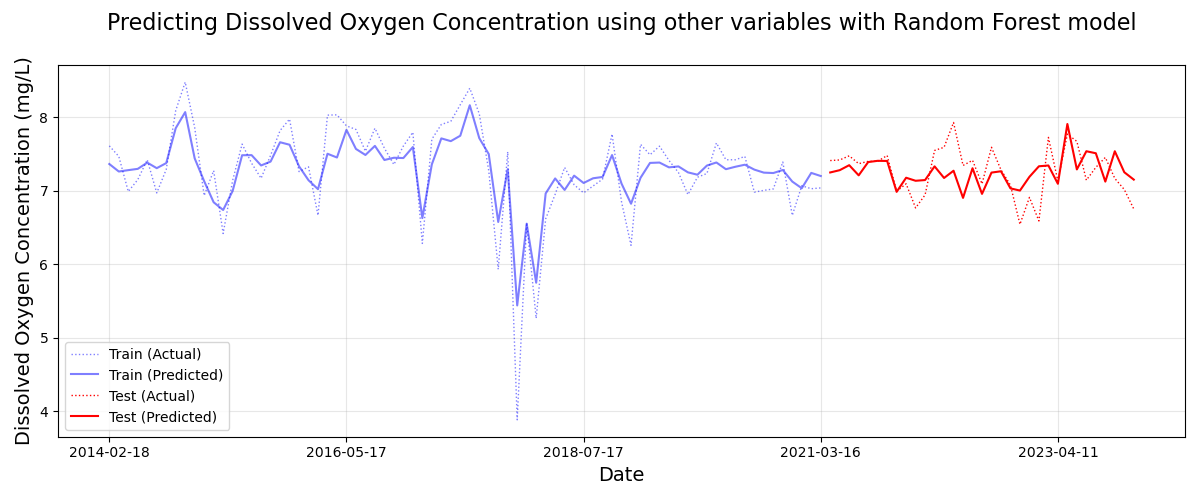 Predicting Dissolved Oxygen Concentration using other variables with Random Forest model
Dissolved Oxygen Concentration (mg/L)
8
7
6
5
4
Train (Actual)
Train (Predicted)
Test (Actual)
Test (Predicted)
2014-02-18
2016-05-17
2018-07-17
2021-03-16
2023-04-11
Date